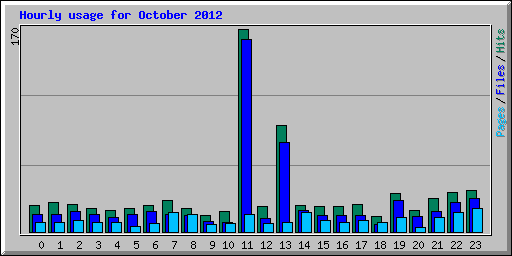 Hourly usage for October 2012
170
Pages/Files/Hits
0 1 2 3 4 5 6 7 8 9 10 11 12 13 14 15 16 17 18 19 20 21 22 23